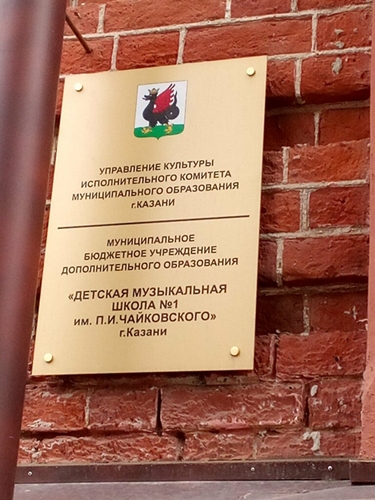 УПРАВЛЕНИЕ КУЛЬТУРЫ
ИСПОЛНИТЕЛЬНОГО КОМИТЕТА
МУНИЦИПАЛЬНОГО ОБРАЗОВАНИЯ
г.КАЗАНИ
МУНИЦИПАЛЬНОЕ
БЮДЖЕТНОЕ УЧРЕЖДЕНИЕ
ДОПОЛНИТЕЛЬНОГО ОБРАЗОВАНИЯ
«ДЕТСКАЯ МУЗЫКАЛЬНАЯ
ШКОЛА №1
им. П.И.ЧАЙКОВСКОГО»
г.Казани